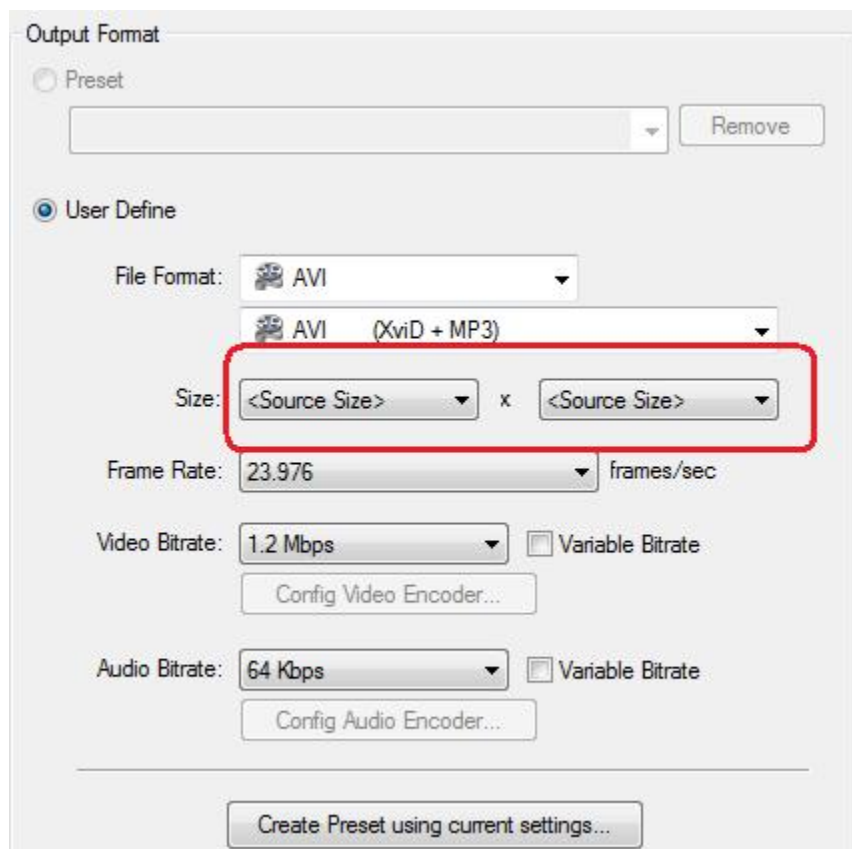 Output Format
Preset
Remove
User Define
File Format: AVI
AVI (XviD + MP3)
Size: <Source Size> x <Source Size>
Frame Rate: 23.976 frames/sec
Video Bitrate: 1.2 Mbps Variable Bitrate
Config Video Encoder...
Audio Bitrate: 64 Kbps Variable Bitrate
Config Audio Encoder...
Create Preset using current settings...